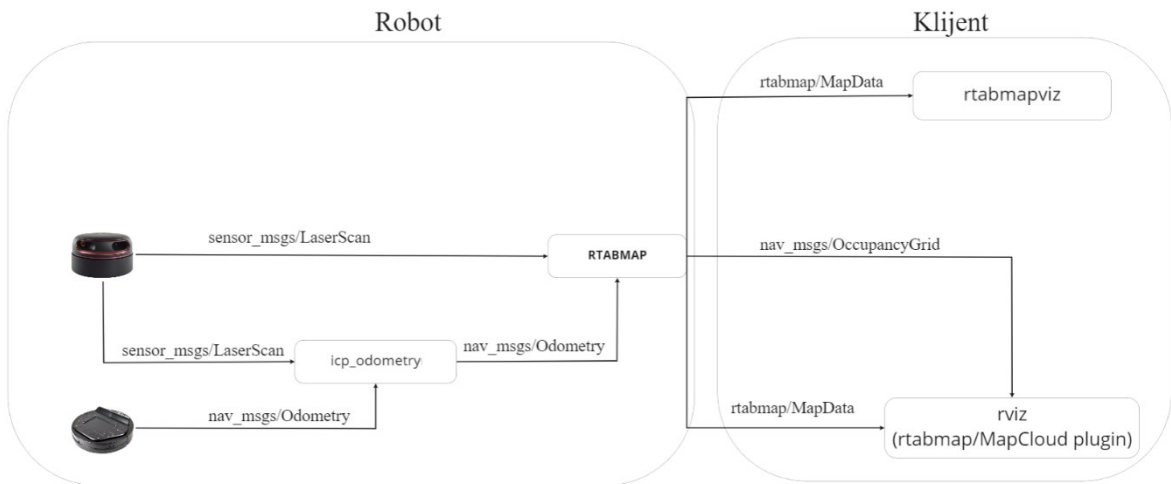 Robot
Klijent
rtabmap/MapData
rtabmapviz
sensor_msgs/LaserScan
RTABMAP
nav_msgs/OccupancyGrid
sensor_msgs/LaserScan
icp_odometry
nav_msgs/Odometry
nav_msgs/Odometry
rtabmap/MapData
rviz
(rtabmap/MapCloud plugin)